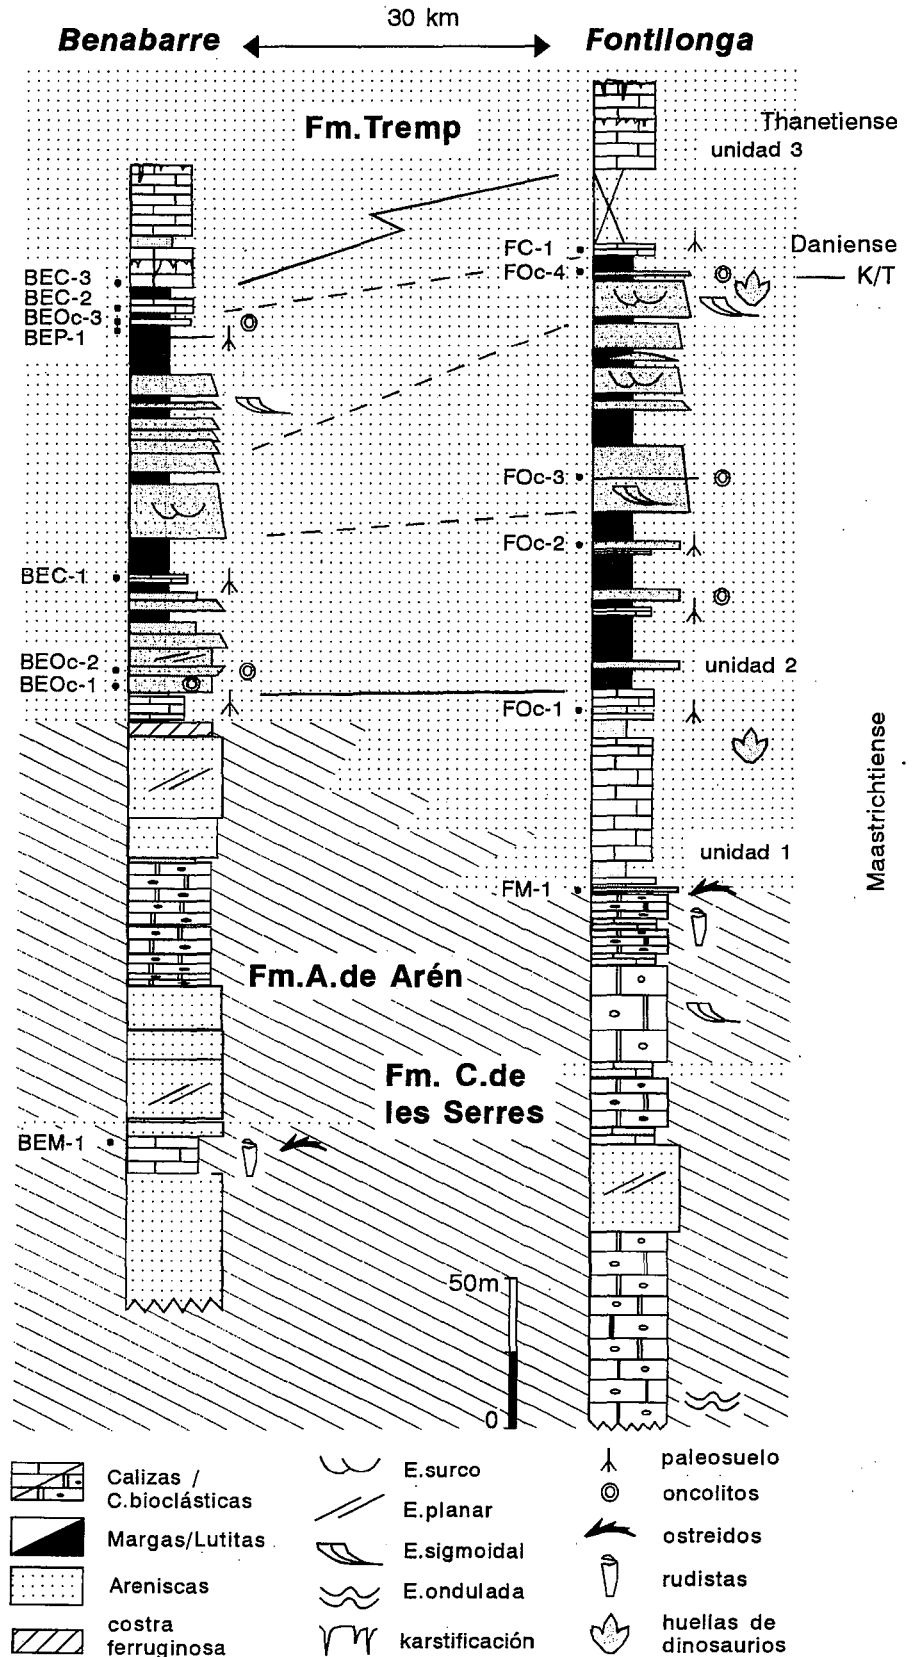 30 km
Benabarre
Fontllonga
Fm.Tremp
Thanetiense
unidad 3
FC-1
Daniense
FOc-4
K/T
BEC-3
BEC-2
BEOc-3
BEP-1
FOc-3
FOc-2
BEC-1
BEOc-2
unidad 2
BEOc-1
FOc-1
Maastrichtiense
unidad 1
FM-1
Fm.A.de Arén
Fm. C.de
les Serres
BEM-1
50m
0
Calizas /
C.bioclásticas
Margas/Lutitas
Areniscas
costra
ferruginosa
E.surco
E.planar
E.sigmoidal
E.ondulada
karstificación
paleosuelo
oncolitos
ostreidos
rudistas
huellas de
dinosaurios